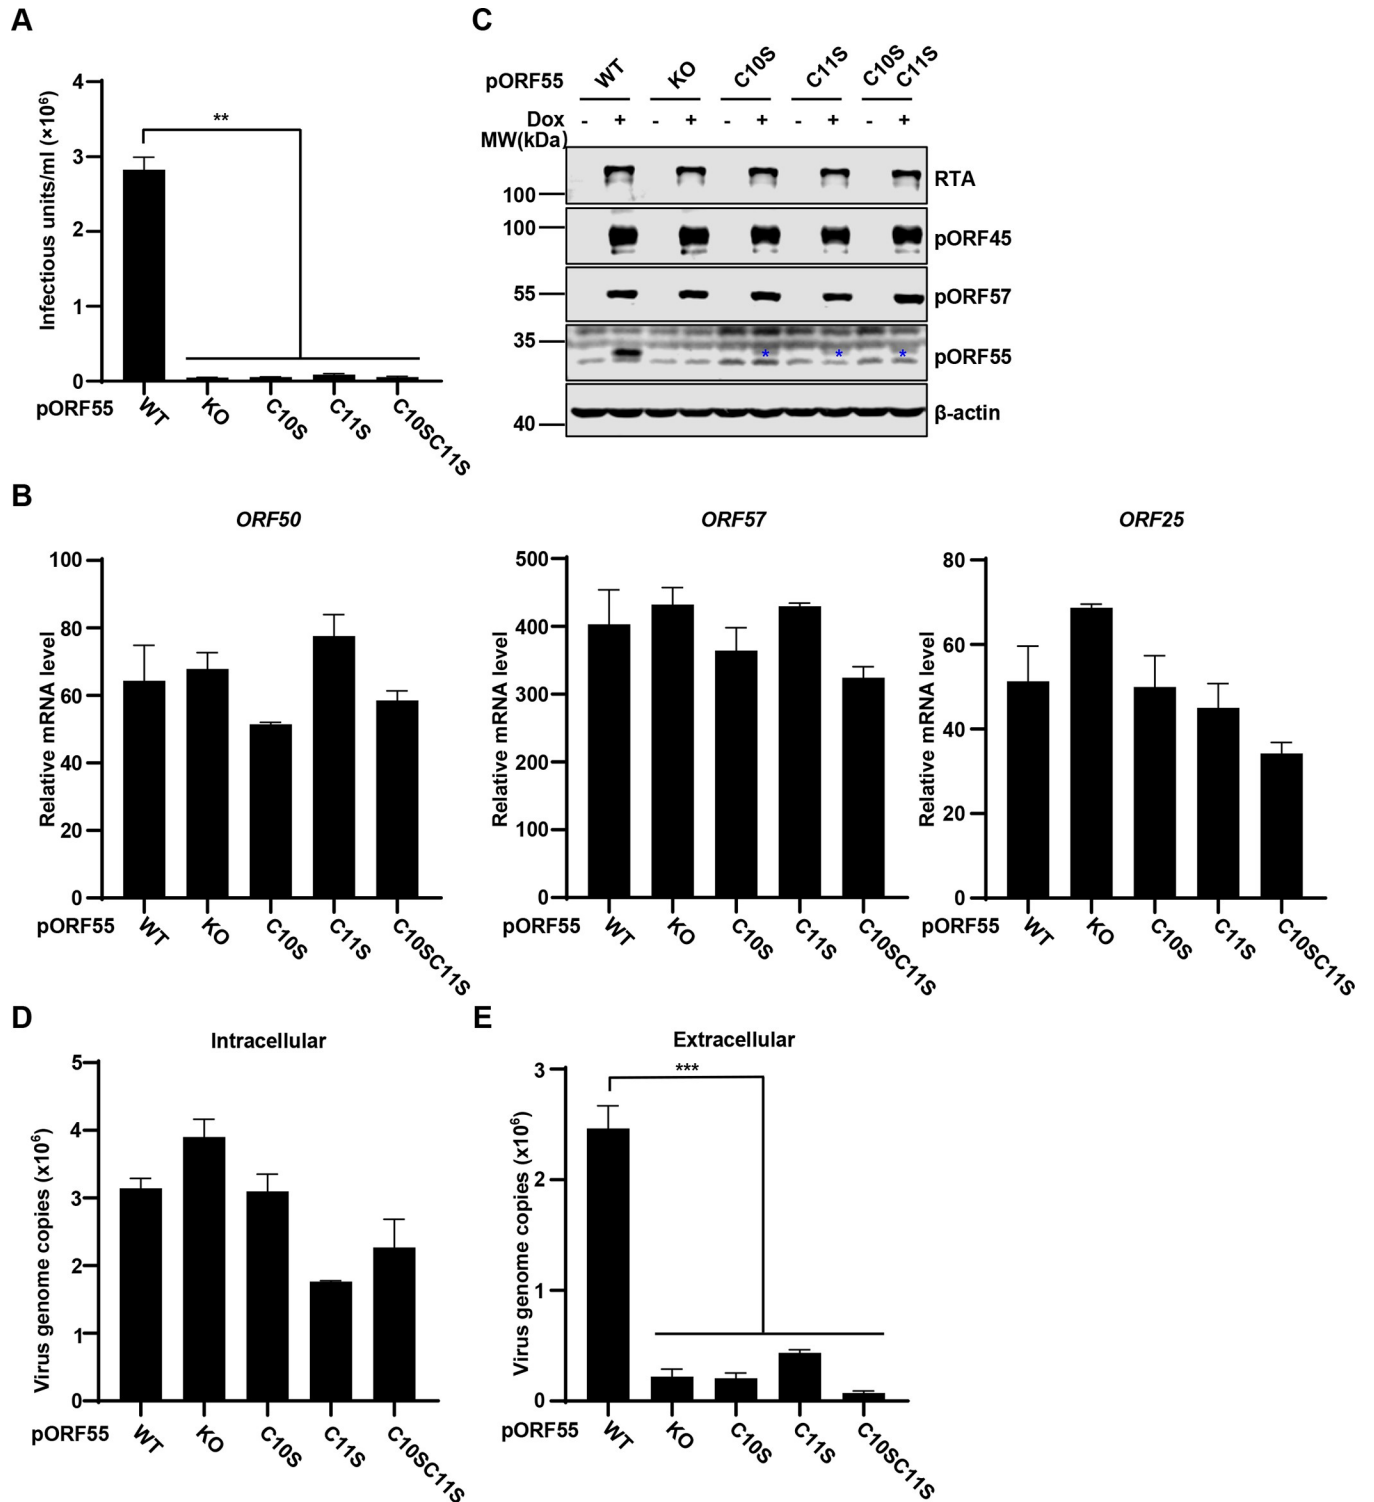 A
Infectious units/ml (×10⁶)
4
3
2
1
0
**
pORF55
WT
KO
C10S
C11S
C10SC11S
C
pORF55
WT
KO
C10S
C11S
C10S
C11S
Dox
- + - + - + - + - +
MW(kDa)
100
RTA
100
pORF45
55
pORF57
35
* * *
pORF55
40
β-actin
B
ORF50
Relative mRNA level
100
80
60
40
20
0
pORF55
WT
KO
C10S
C11S
C10SC11S
ORF57
Relative mRNA level
500
400
300
200
100
0
pORF55
WT
KO
C10S
C11S
C10SC11S
ORF25
Relative mRNA level
80
60
40
20
0
pORF55
WT
KO
C10S
C11S
C10SC11S
D
Intracellular
Virus genome copies (x10⁶)
5
4
3
2
1
0
pORF55
WT
KO
C10S
C11S
C10SC11S
E
Extracellular
Virus genome copies (x10⁶)
3
2
1
0
***
pORF55
WT
KO
C10S
C11S
C10SC11S